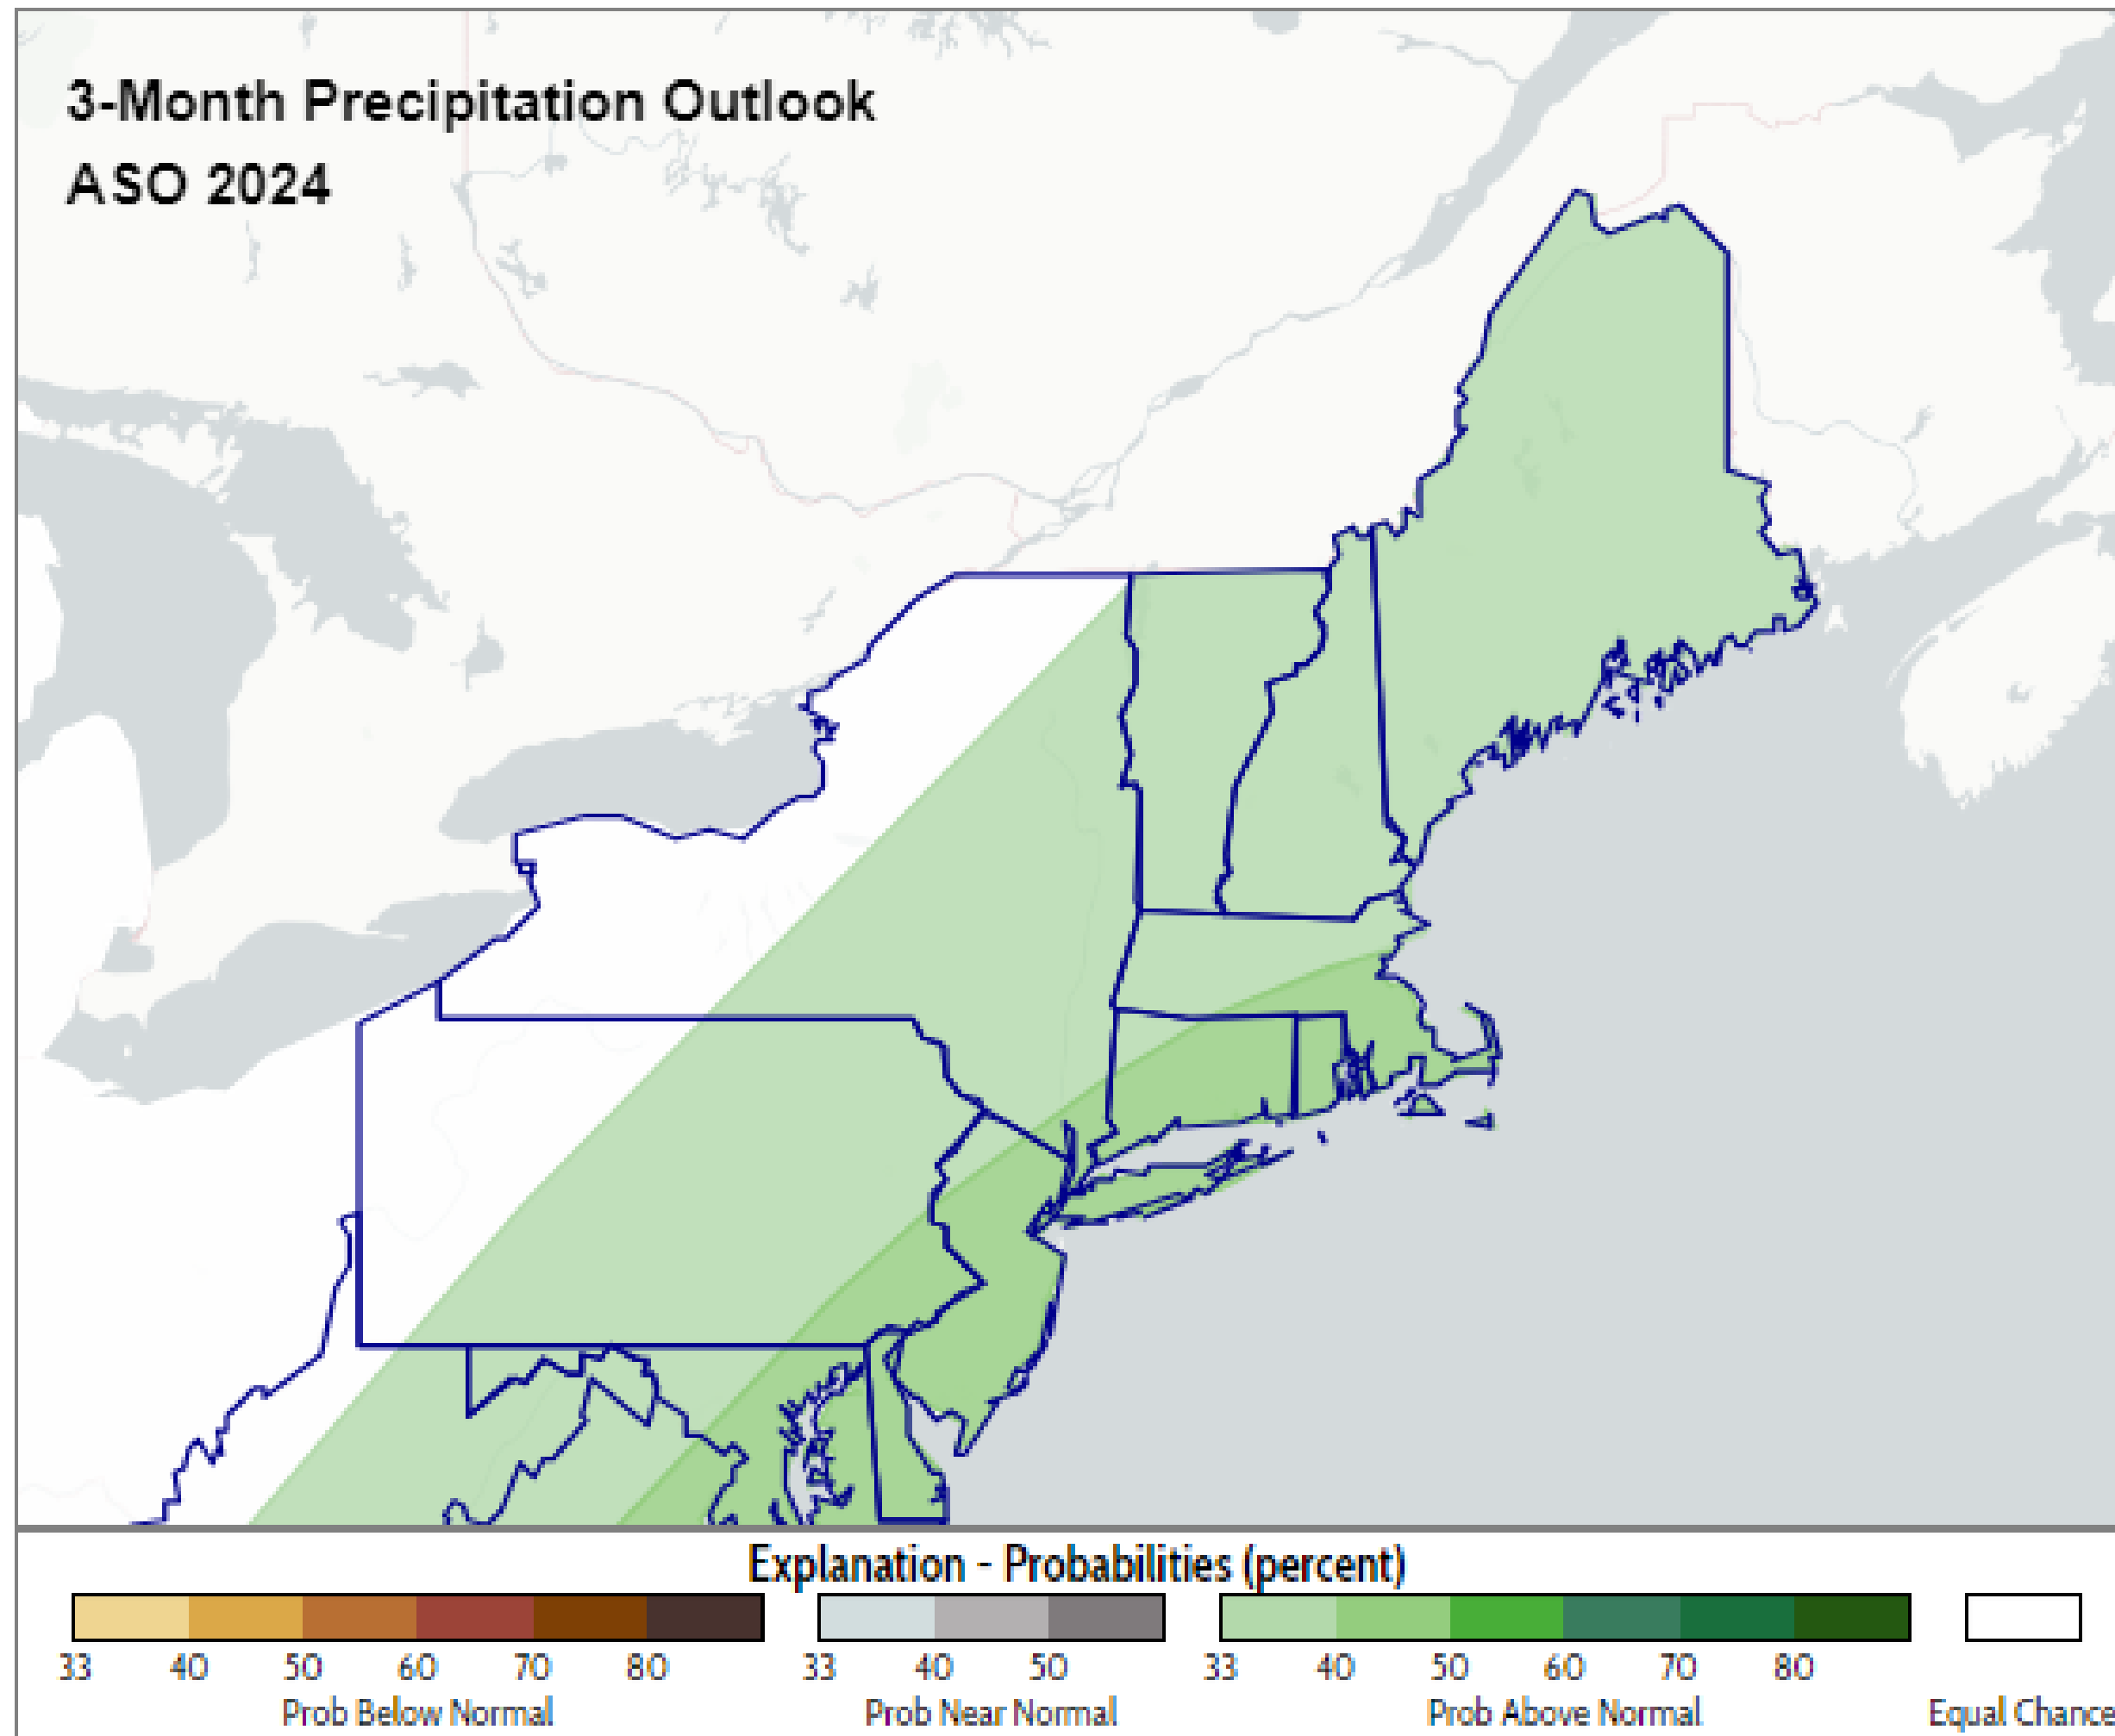 3-Month Precipitation Outlook
ASO 2024
Explanation - Probabilities (percent)
33 40 50 60 70 80 33 40 50 33 40 50 60 70 80
Prob Below Normal Prob Near Normal Prob Above Normal Equal Chance